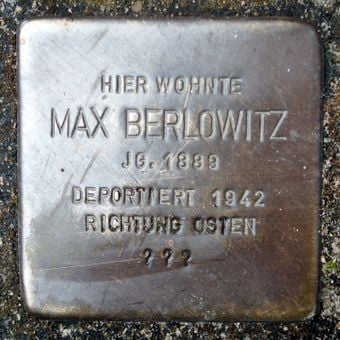 HIER WOHNTE
MAX BERLOWITZ
JG. 1889
DEPORTIERT 1942
RICHTUNG OSTEN
? ? ?